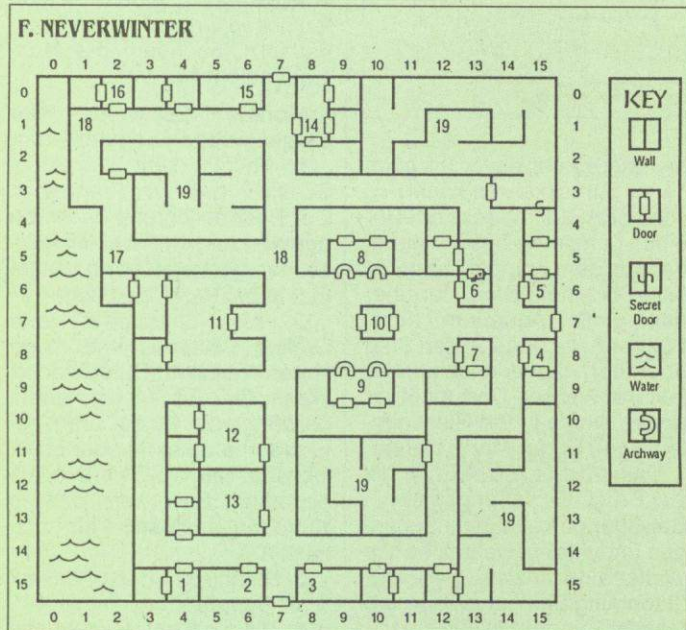 F. NEVERWINTER
0 1 2 3 4 5 6 7 8 9 10 11 12 13 14 15
0 16 15 0
1 18 14 19 1
2 2
3 19 3
4 4
5 17 18 8 5
6 6 5 6
7 11 10 7
8 7 4 8
9 9 9
10 12 10
11 11
12 19 12
13 13 19 13
14 14
15 1 2 3 15
0 1 2 3 4 5 6 7 8 9 10 11 12 13 14 15
KEY
Wall
Door
Secret
Door
Water
Archway